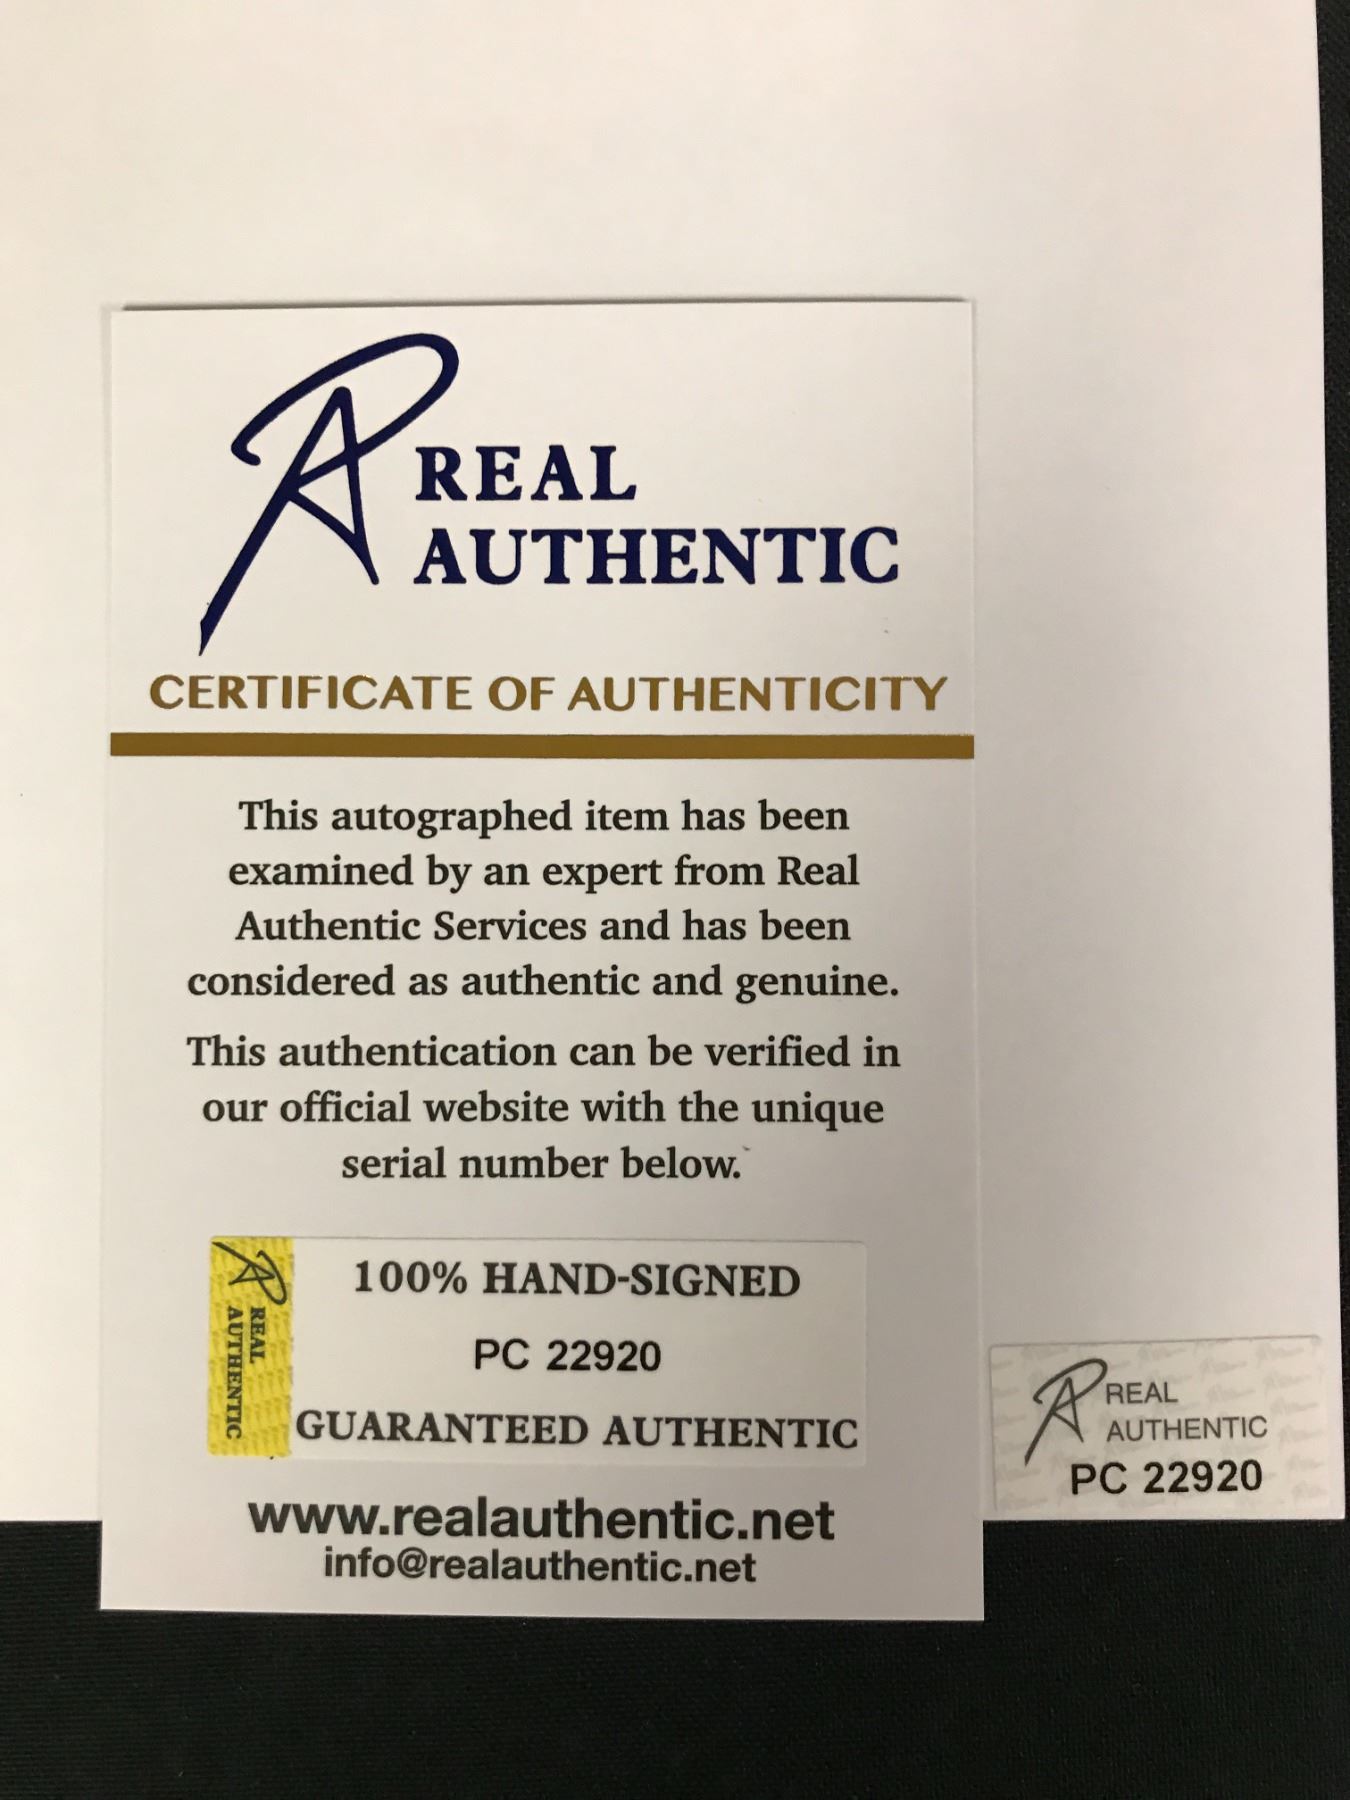 REAL
AUTHENTIC
CERTIFICATE OF AUTHENTICITY
This autographed item has been
examined by an expert from Real
Authentic Services and has been
considered as authentic and genuine.
This authentication can be verified in
our official website with the unique
serial number below.
REAL
AUTHENTIC
100% HAND-SIGNED
PC 22920
GUARANTEED AUTHENTIC
www.realauthentic.net
info@realauthentic.net
REAL
AUTHENTIC
PC 22920